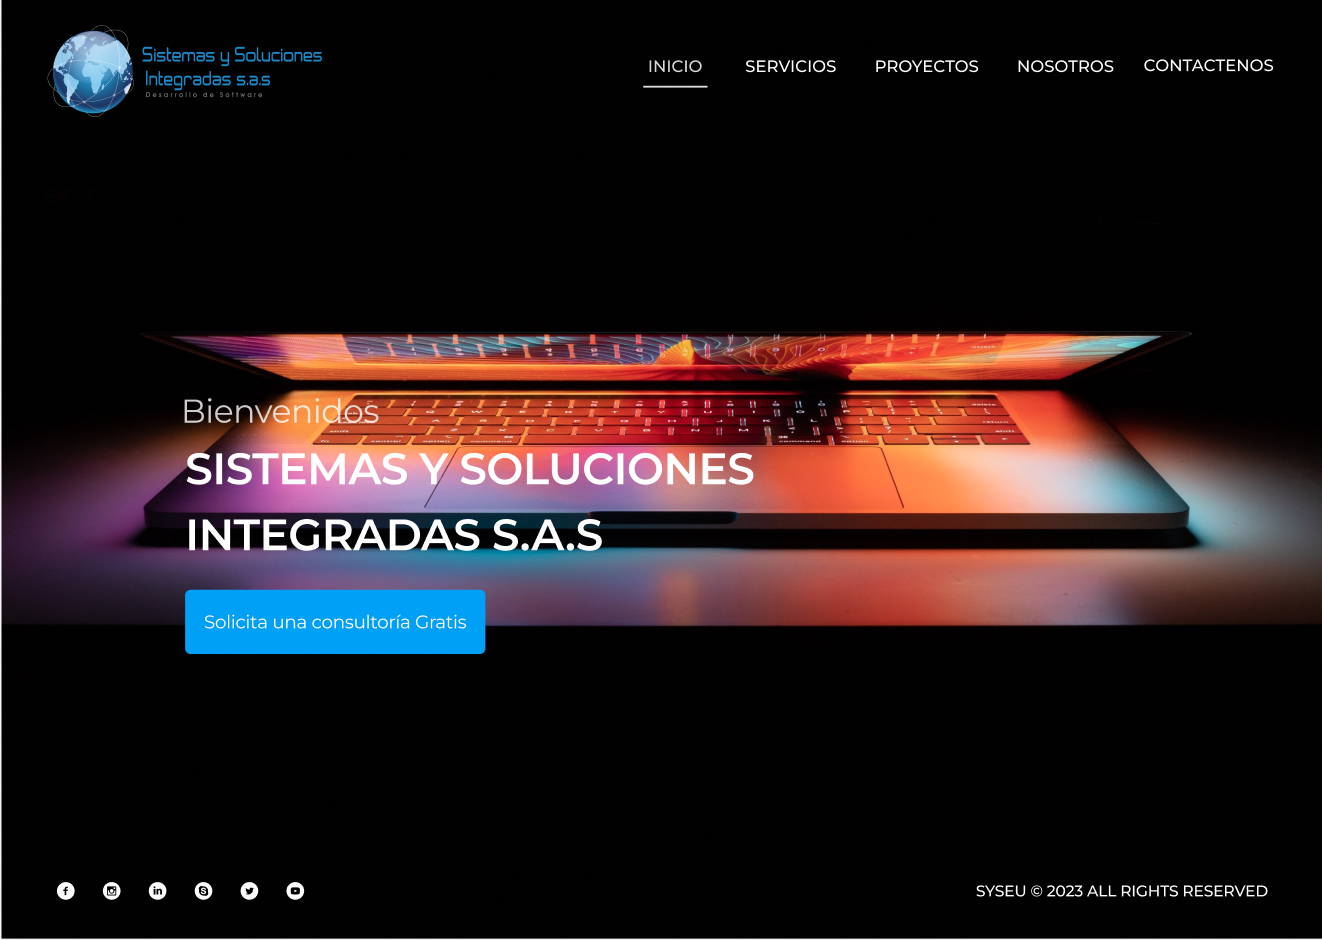 Sistemas y Soluciones
Integradas s.a.s
Desarrollo de Software
INICIO SERVICIOS PROYECTOS NOSOTROS CONTACTENOS
Bienvenidos
SISTEMAS Y SOLUCIONES
INTEGRADAS S.A.S
Solicita una consultoría Gratis
SYSEU © 2023 ALL RIGHTS RESERVED